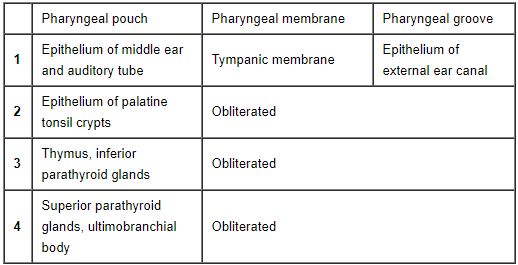 Pharyngeal pouch Pharyngeal membrane Pharyngeal groove
1
Epithelium of middle ear
and auditory tube
Tympanic membrane
Epithelium of
external ear canal
2
Epithelium of palatine
tonsil crypts
Obliterated
3
Thymus, inferior
parathyroid glands
Obliterated
4
Superior parathyroid
glands, ultimobranchial
body
Obliterated